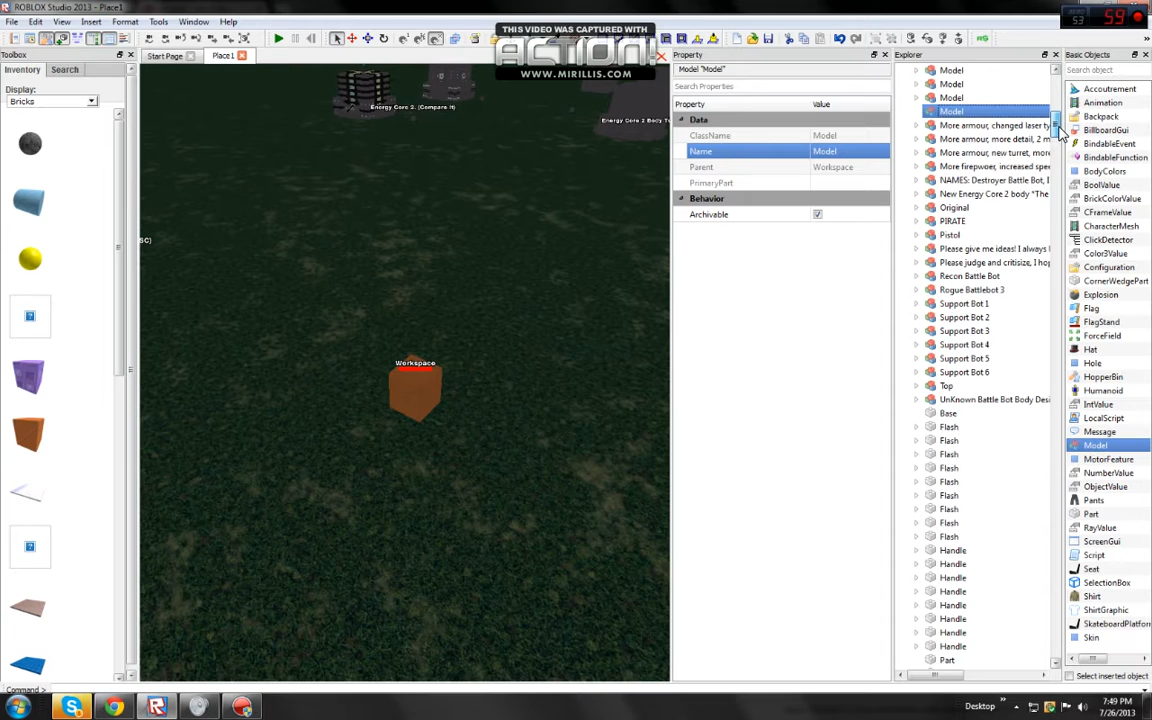 ROBLOX Studio 2013 - Place1
File Edit View Insert Format Tools Window Help
THIS VIDEO WAS CAPTURED WITH
ACTION!
WWW.MIRILLIS.COM
53
59
Toolbox
Inventory Search
Display:
Bricks
Start Page
Place1
Energy Core 2. (Compare It)
Energy Core 2 Body Tu
SC)
Workspace
Property
Model "Model"
Search Properties
Property Value
Data
ClassName Model
Name Model
Parent Workspace
PrimaryPart
Behavior
Archivable
Explorer
Model
Model
Model
Model
More armour, changed laser ty
More armour, more detail, 2 m
More armour, new turret, more
More firepwoer, increased spee
NAMES: Destroyer Battle Bot, I
New Energy Core 2 body "The
Original
PIRATE
Pistol
Please give me ideas! I always
Please judge and critisize, I hop
Recon Battle Bot
Rogue Battlebot 3
Support Bot 1
Support Bot 2
Support Bot 3
Support Bot 4
Support Bot 5
Support Bot 6
Top
UnKnown Battle Bot Body Desi
Base
Flash
Flash
Flash
Flash
Flash
Flash
Flash
Flash
Flash
Handle
Handle
Handle
Handle
Handle
Handle
Handle
Handle
Part
Basic Objects
Search object
Accoutrement
Animation
Backpack
BillboardGui
BindableEvent
BindableFunction
BodyColors
BoolValue
BrickColorValue
CFrameValue
CharacterMesh
ClickDetector
Color3Value
Configuration
CornerWedgePart
Explosion
Flag
FlagStand
ForceField
Hat
Hole
HopperBin
Humanoid
IntValue
LocalScript
Message
Model
MotorFeature
NumberValue
ObjectValue
Pants
Part
RayValue
ScreenGui
Script
Seat
SelectionBox
Shirt
ShirtGraphic
SkateboardPlatfor
Skin
Select inserted object
Command >
Desktop
7:49 PM
7/26/2013